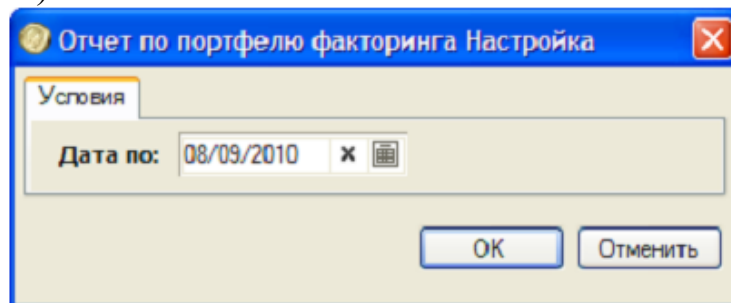 )
Отчет по портфелю факторинга Настройка
Условия
Дата по: 08/09/2010
OK Отменить